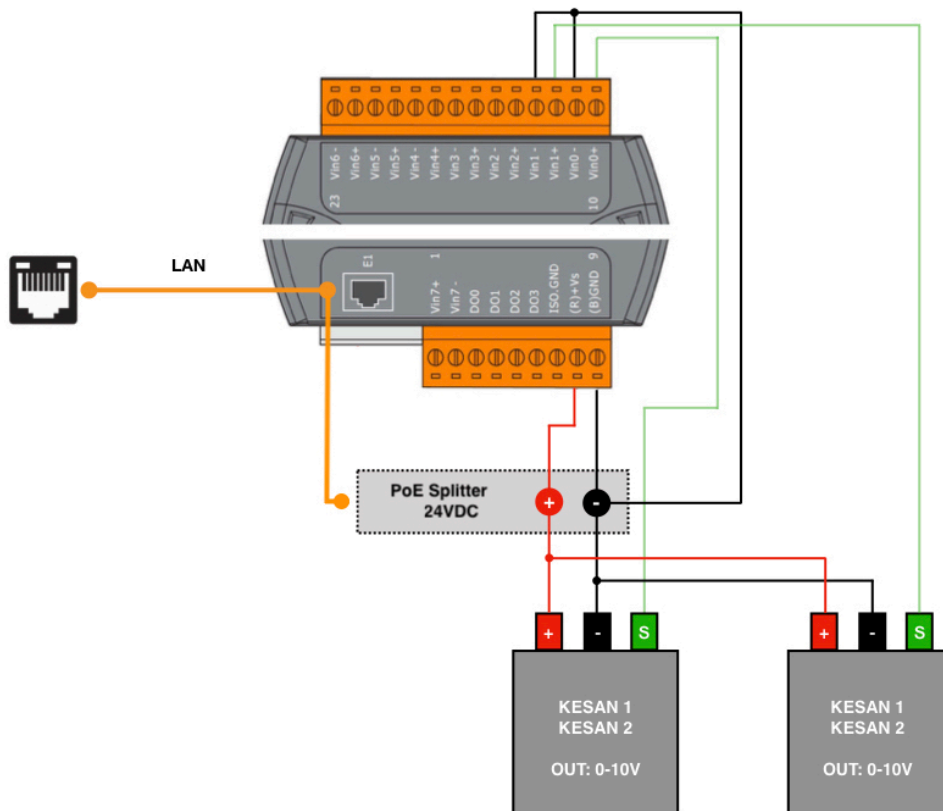 Vin6 -
Vin6+
Vin5 -
Vin5+
Vin4 -
Vin4+
Vin3 -
Vin3+
Vin2 -
Vin2+
Vin1 -
Vin1+
Vin0 -
Vin0+
23
10
LAN
E1
1
9
Vin7+
Vin7 -
DO0
DO1
DO2
DO3
ISO.GND
(R)+Vs
(B)GND
PoE Splitter
24VDC
+
-
+
-
S
+
-
S
KESAN 1
KESAN 2
OUT: 0-10V
KESAN 1
KESAN 2
OUT: 0-10V